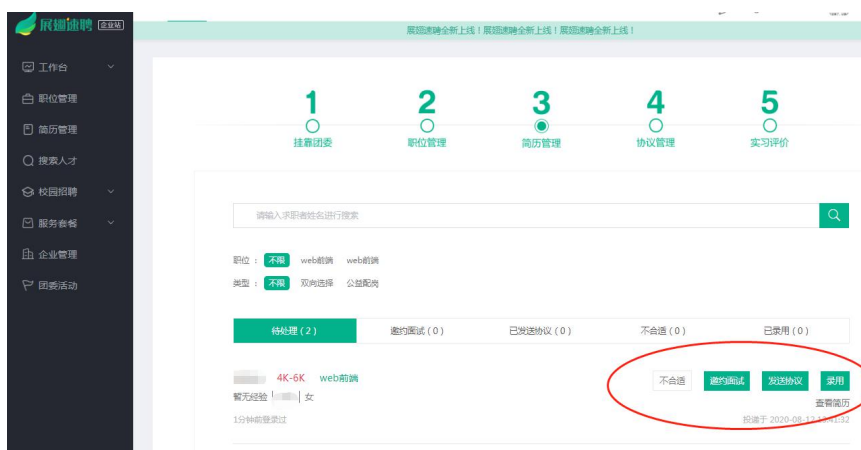 展翅速聘 企业站
展翅速聘全新上线！展翅速聘全新上线！展翅速聘全新上线！
工作台
职位管理
简历管理
搜索人才
校园招聘
服务套餐
企业管理
团委活动
1 2 3 4 5
挂靠团委 职位管理 简历管理 协议管理 实习评价
请输入求职者姓名进行搜索
职位： 不限 web前端 web前端
类型： 不限 双向选择 公益配岗
待处理(2) 邀约面试(0) 已发送协议(0) 不合适(0) 已录用(0)
4K-6K web前端
不合适 邀约面试 发送协议 录用
暂无经验 女
查看简历
1分钟前登录过
投递于 2020-08-12